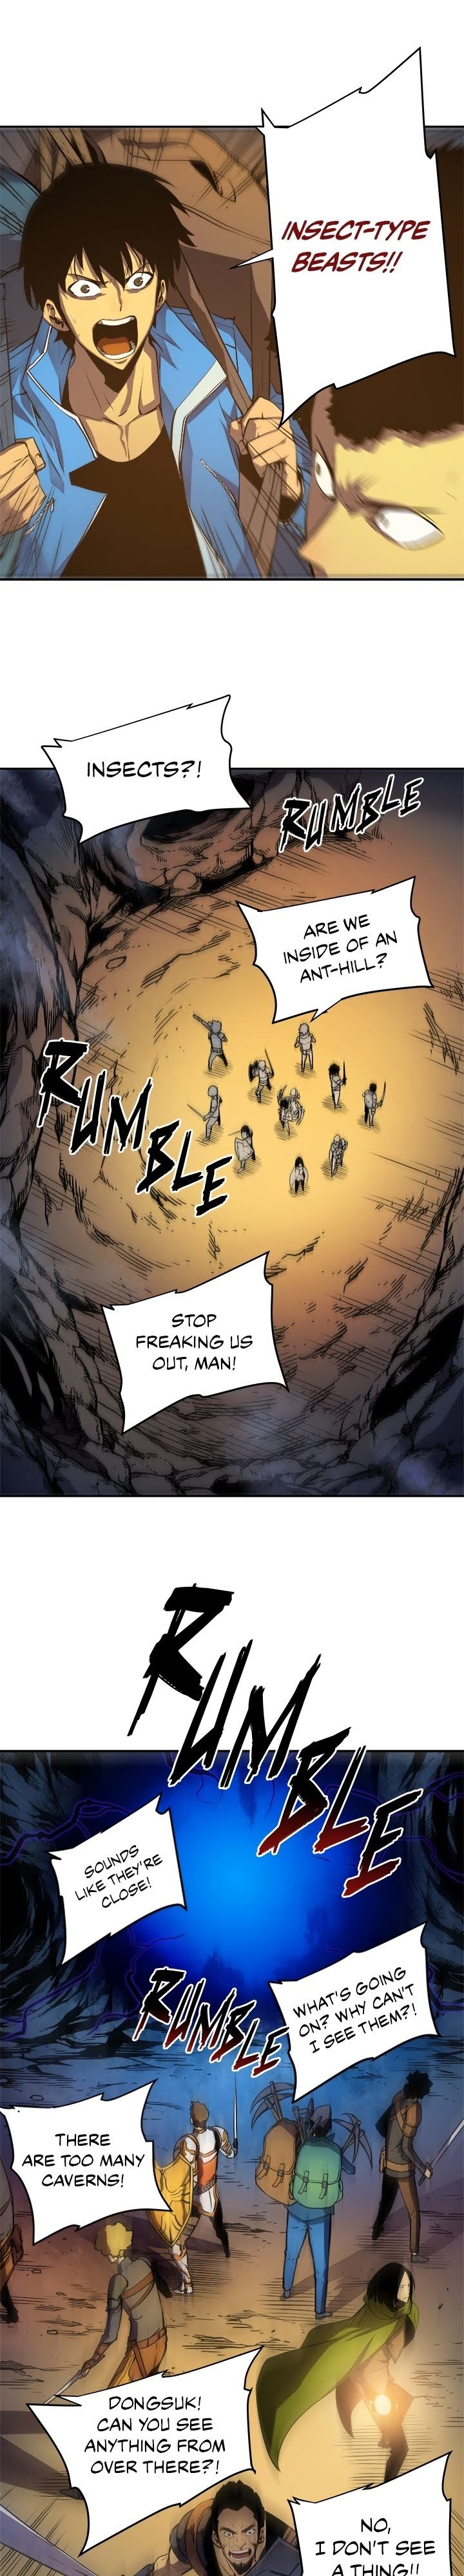 INSECT-TYPE
BEASTS!!
INSECTS?!
RUMBLE
ARE WE
INSIDE OF AN
ANT-HILL?
RUMBLE
STOP
FREAKING US
OUT, MAN!
RUMBLE
SOUNDS
LIKE THEY'RE
CLOSE!
WHAT'S GOING
ON? WHY CAN'T
I SEE THEM?!
RUMBLE
THERE
ARE TOO MANY
CAVERNS!
DONGSUK!
CAN YOU SEE
ANYTHING FROM
OVER THERE?!
NO,
I DON'T SEE
A THING!!